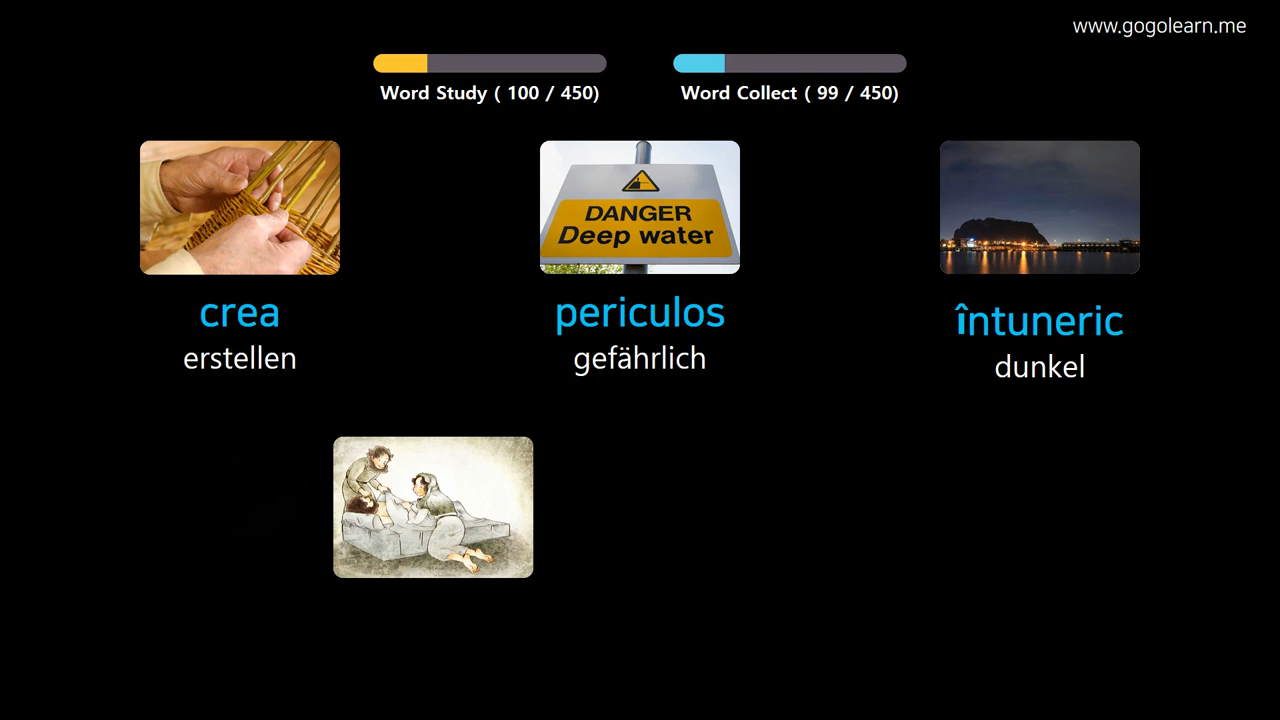 www.gogolearn.me
Word Study ( 100 / 450)
Word Collect ( 99 / 450)
DANGER
Deep water
crea
erstellen
periculos
gefährlich
întuneric
dunkel